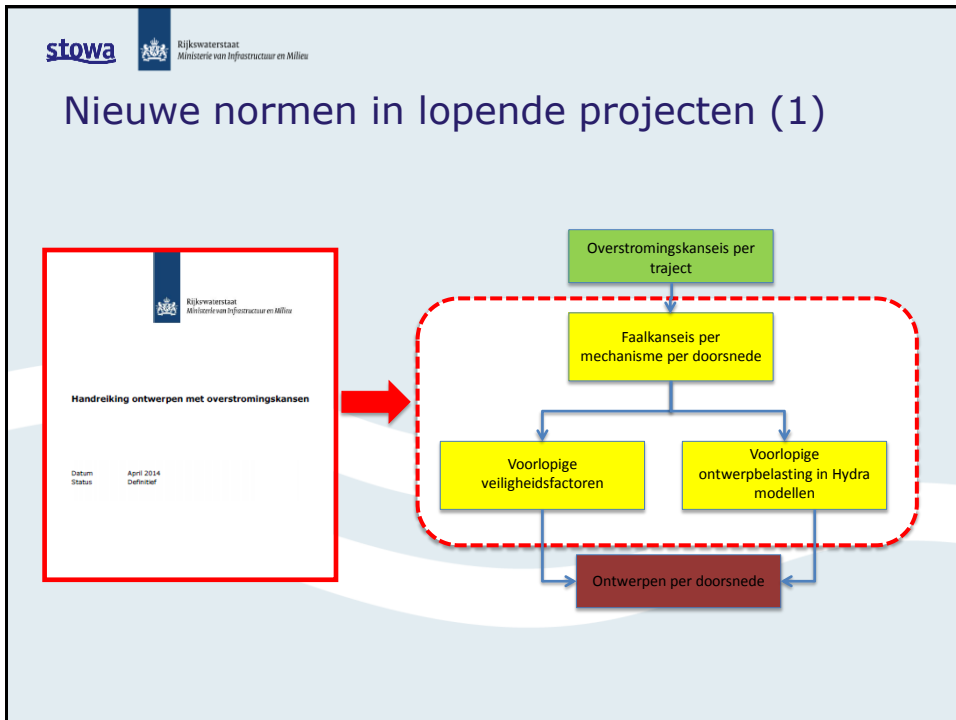 stowa
Rijkswaterstaat
Ministerie van Infrastructuur en Milieu
Nieuwe normen in lopende projecten (1)
Rijkswaterstaat
Ministerie van Infrastructuur en Milieu
Handreiking ontwerpen met overstromingskansen
Datum April 2014
Status Definitief
Overstromingskanseis per
traject
Faalkanseis per
mechanisme per doorsnede
Voorlopige
veiligheidsfactoren
Voorlopige
ontwerpbelasting in Hydra
modellen
Ontwerpen per doorsnede